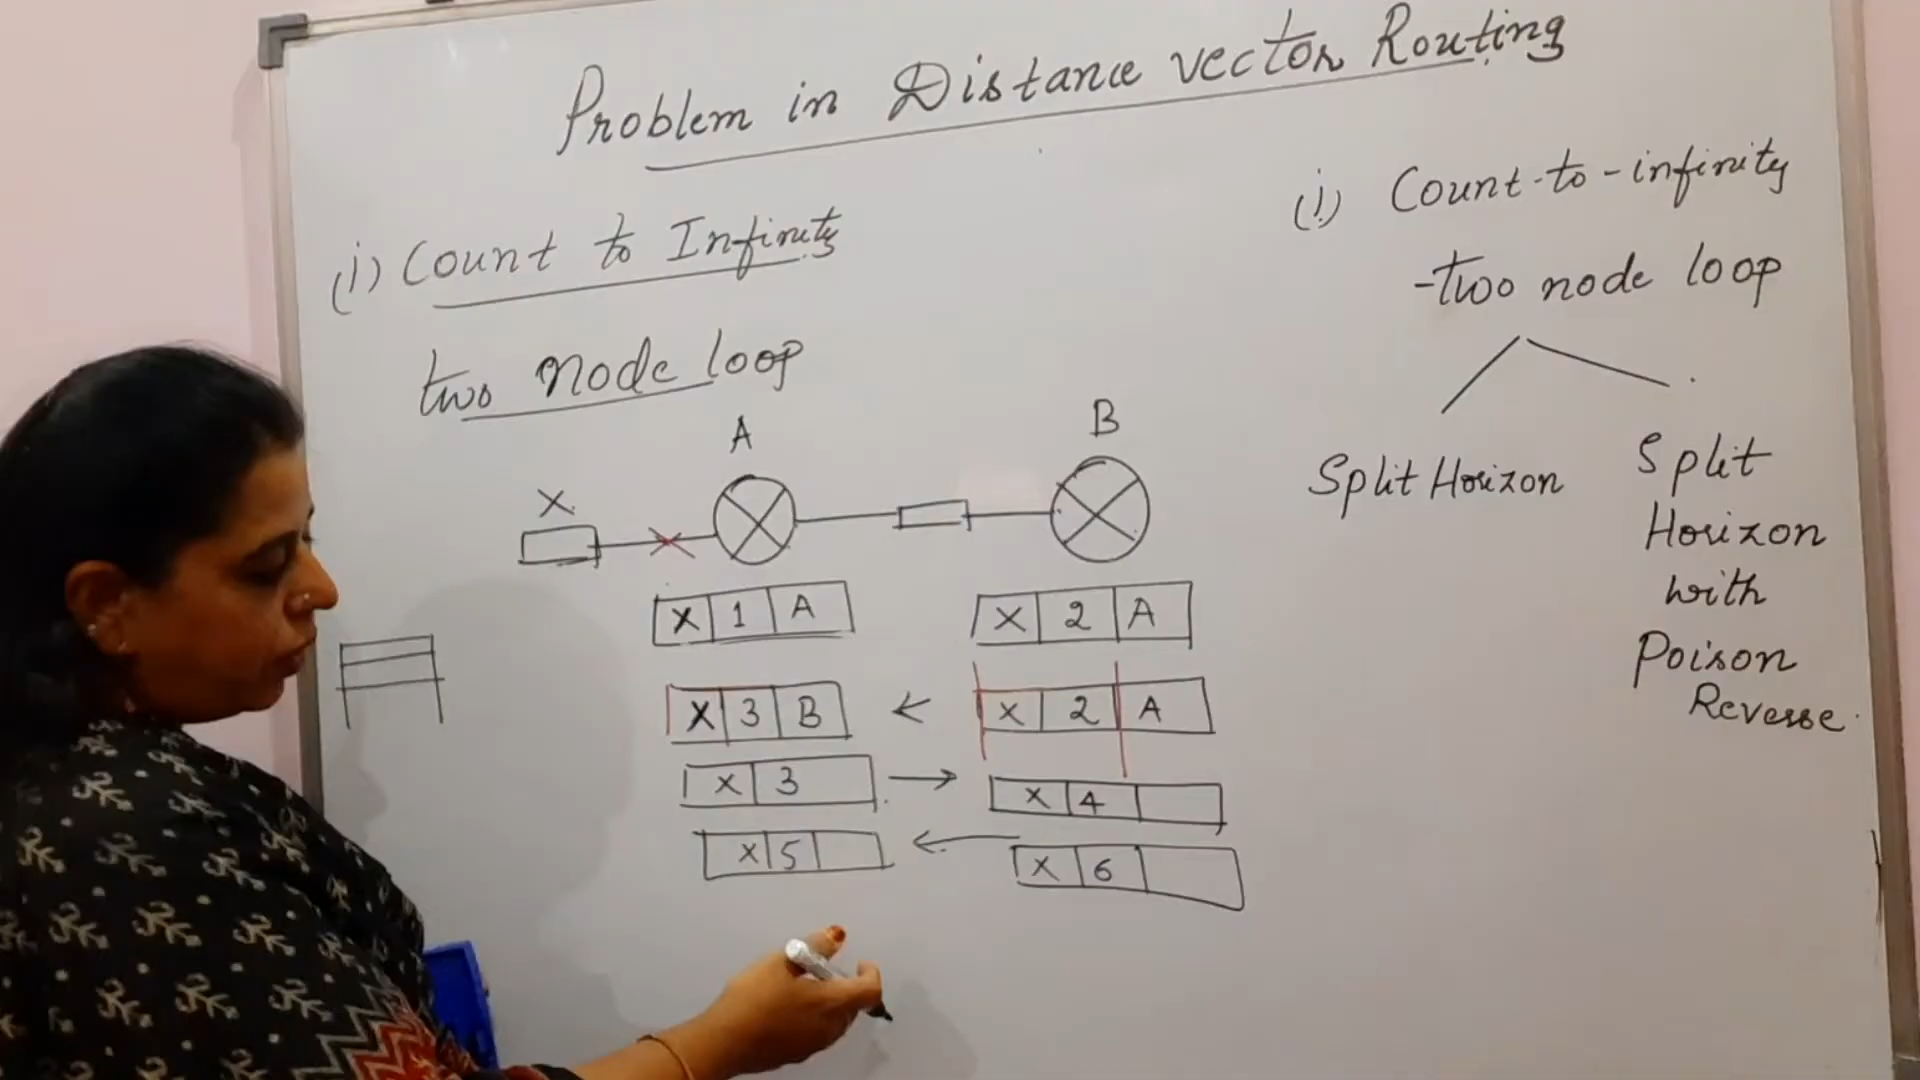 Problem in Distance vector Routing
(i) Count to Infinity
two node loop
A
B
X
X 1 A
X 2 A
X 3 B
X 2 A
X 3
X 4
X 5
X 6
(i) Count-to-infinity
-two node loop
Split Horizon
Split
Horizon
with
Poison
Reverse